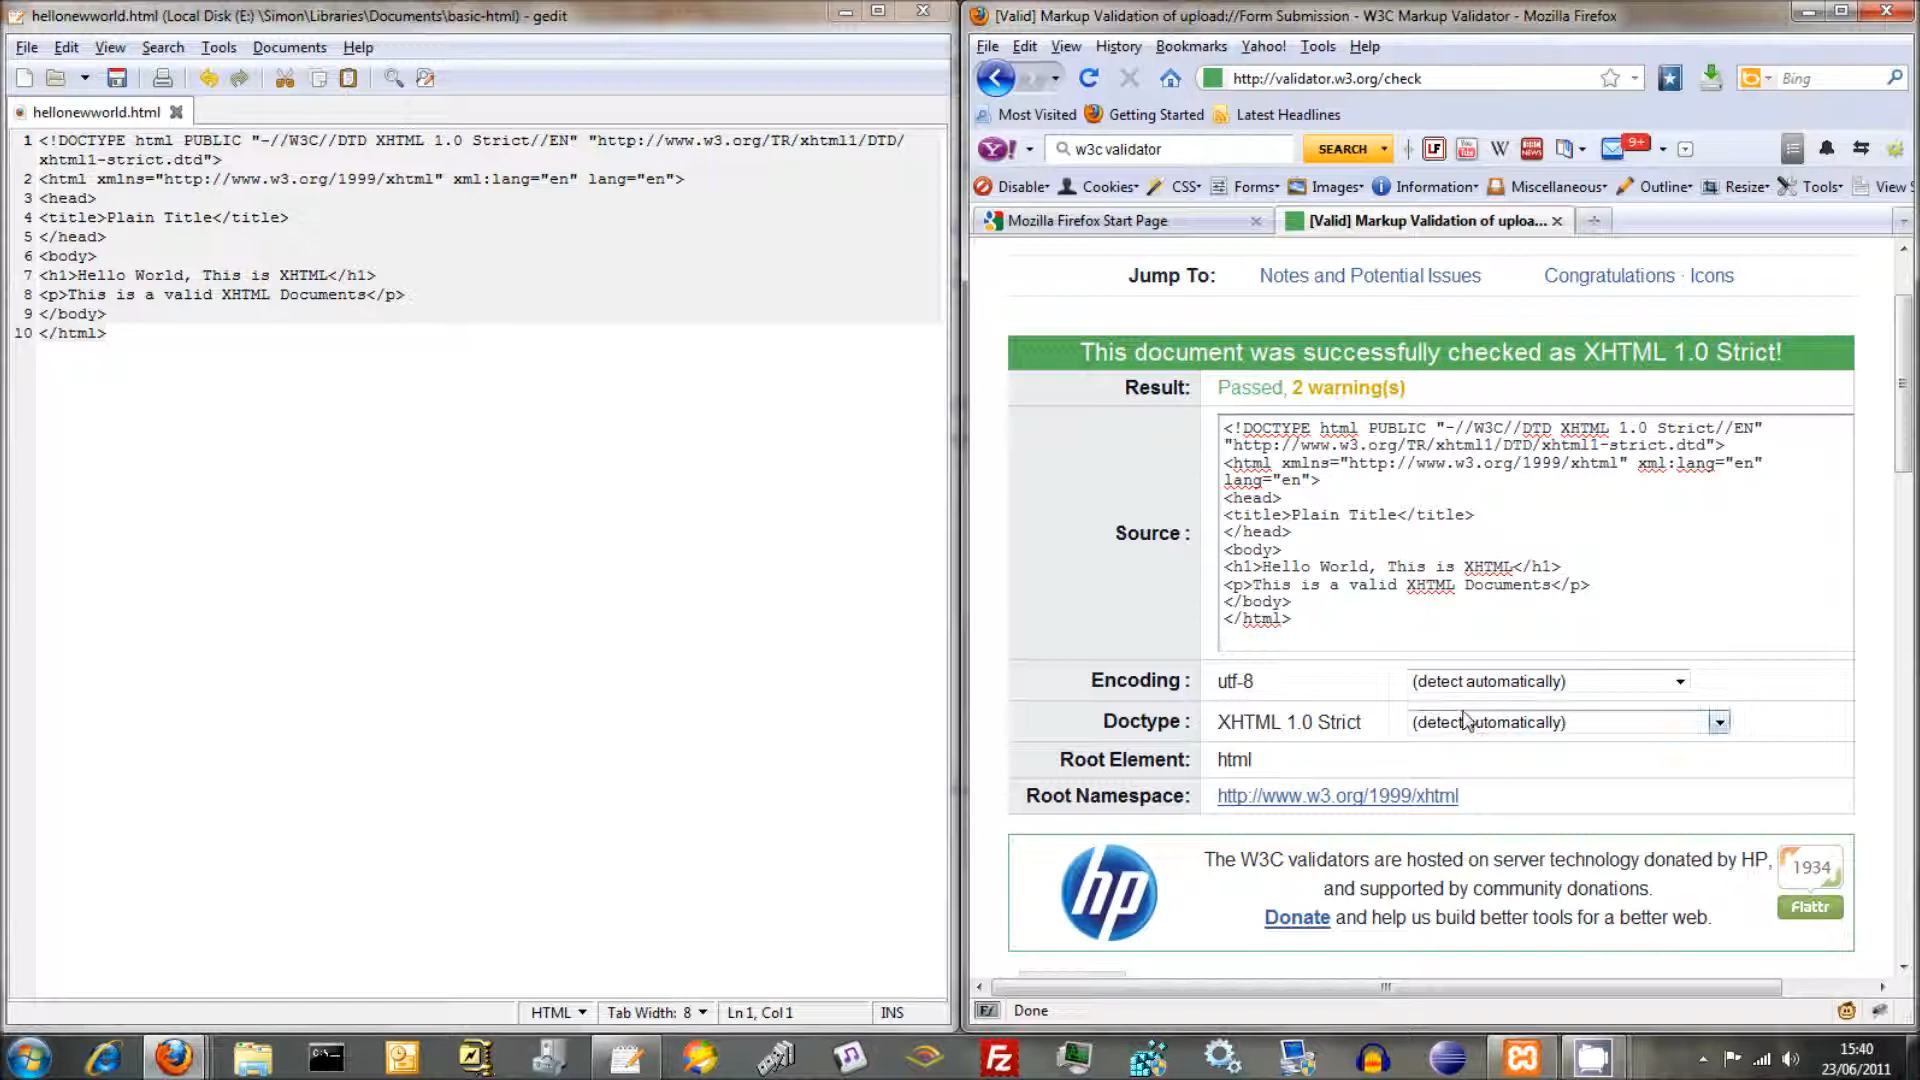 hellonewworld.html (Local Disk (E:) \Simon\Libraries\Documents\basic-html) - gedit
File Edit View Search Tools Documents Help
hellonewworld.html
1 <!DOCTYPE html PUBLIC "-//W3C//DTD XHTML 1.0 Strict//EN" "http://www.w3.org/TR/xhtml1/DTD/
xhtml1-strict.dtd">
2 <html xmlns="http://www.w3.org/1999/xhtml" xml:lang="en" lang="en">
3 <head>
4 <title>Plain Title</title>
5 </head>
6 <body>
7 <h1>Hello World, This is XHTML</h1>
8 <p>This is a valid XHTML Documents</p>
9 </body>
10 </html>
HTML Tab Width: 8 Ln 1, Col 1 INS
[Valid] Markup Validation of upload://Form Submission - W3C Markup Validator - Mozilla Firefox
File Edit View History Bookmarks Yahoo! Tools Help
http://validator.w3.org/check Bing
Most Visited Getting Started Latest Headlines
Y! w3c validator SEARCH LF You Tube W 9+
Disable Cookies CSS Forms Images Information Miscellaneous Outline Resize Tools View S
Mozilla Firefox Start Page [Valid] Markup Validation of uploa...
Jump To: Notes and Potential Issues Congratulations · Icons
This document was successfully checked as XHTML 1.0 Strict!
Result: Passed, 2 warning(s)
Source :
<!DOCTYPE html PUBLIC "-//W3C//DTD XHTML 1.0 Strict//EN"
"http://www.w3.org/TR/xhtml1/DTD/xhtml1-strict.dtd">
<html xmlns="http://www.w3.org/1999/xhtml" xml:lang="en"
lang="en">
<head>
<title>Plain Title</title>
</head>
<body>
<h1>Hello World, This is XHTML</h1>
<p>This is a valid XHTML Documents</p>
</body>
</html>
Encoding : utf-8 (detect automatically)
Doctype : XHTML 1.0 Strict (detect automatically)
Root Element: html
Root Namespace: http://www.w3.org/1999/xhtml
hp
The W3C validators are hosted on server technology donated by HP,
and supported by community donations.
Donate and help us build better tools for a better web.
1934
Flattr
Done
Fz
15:40
23/06/2011